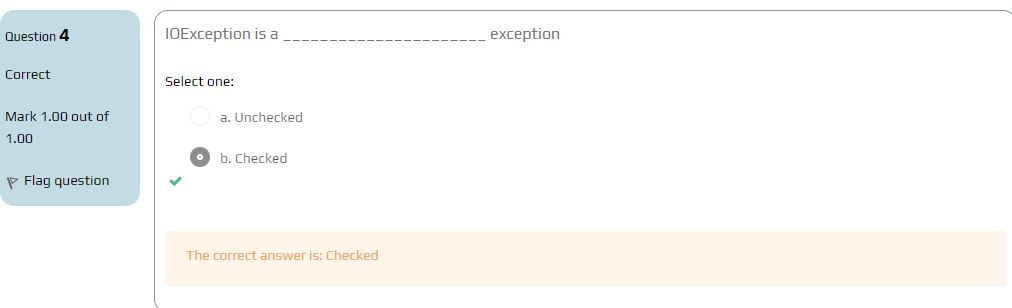 Question 4
Correct
Mark 1.00 out of
1.00
Flag question
IOException is a ______________________ exception
Select one:
a. Unchecked
b. Checked
The correct answer is: Checked